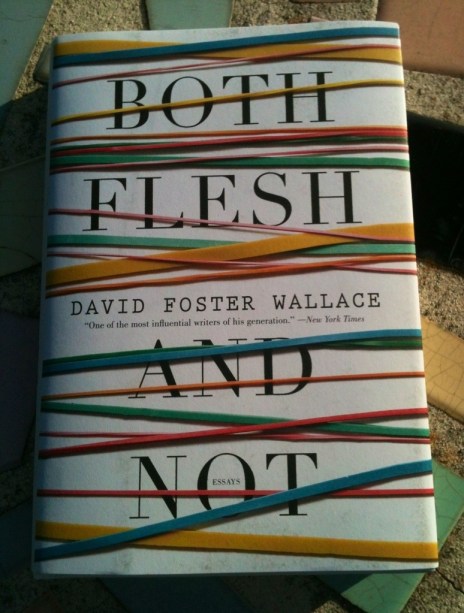 BOTH
FLESH
DAVID FOSTER WALLACE
“One of the most influential writers of his generation.” —New York Times
AND
NOT
ESSAYS